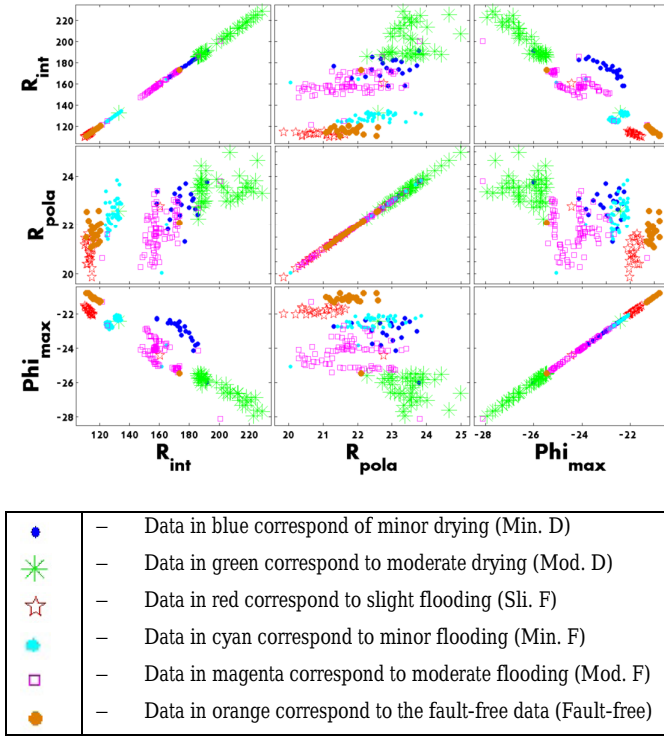 220
200
180
160
140
120
R_int
24
22
20
R_pola
-22
-24
-26
-28
Phi_max
104 120 140 160 180 200 220
20 21 22 23 24 25
-28 -26 -24 -22
R_int R_pola Phi_max
– Data in blue correspond of minor drying (Min. D)
– Data in green correspond to moderate drying (Mod. D)
– Data in red correspond to slight flooding (Sli. F)
– Data in cyan correspond to minor flooding (Min. F)
– Data in magenta correspond to moderate flooding (Mod. F)
– Data in orange correspond to the fault-free data (Fault-free)